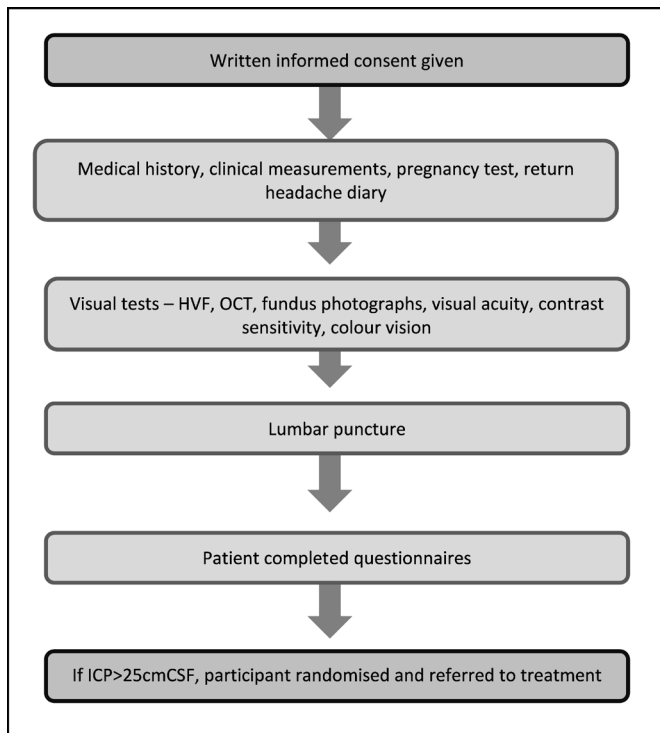 Written informed consent given
Medical history, clinical measurements, pregnancy test, return
headache diary
Visual tests – HVF, OCT, fundus photographs, visual acuity, contrast
sensitivity, colour vision
Lumbar puncture
Patient completed questionnaires
If ICP>25cmCSF, participant randomised and referred to treatment